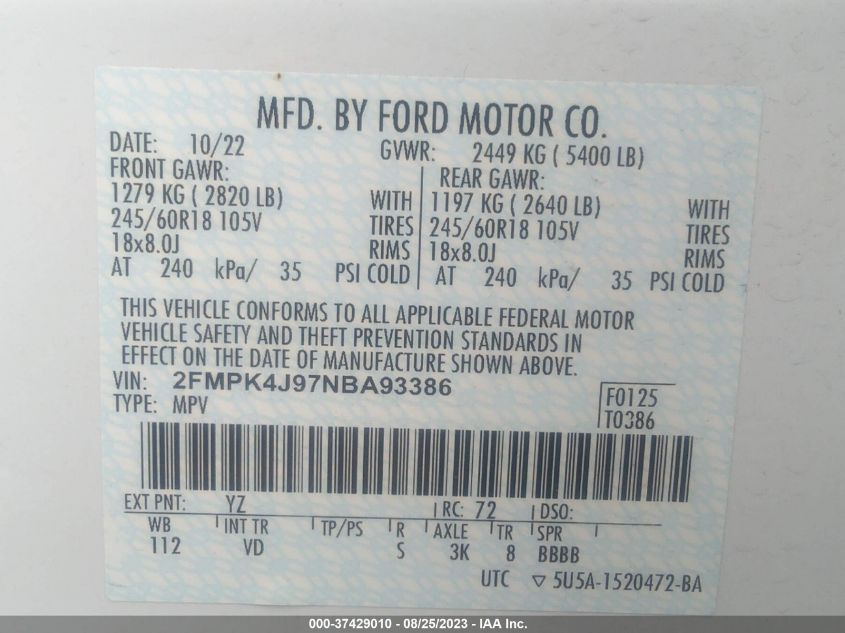 MFD. BY FORD MOTOR CO.
DATE: 10/22 GVWR: 2449 KG ( 5400 LB)
FRONT GAWR: REAR GAWR:
1279 KG ( 2820 LB) WITH 1197 KG ( 2640 LB) WITH
245/60R18 105V TIRES 245/60R18 105V TIRES
18x8.0J RIMS 18x8.0J RIMS
AT 240 kPa/ 35 PSI COLD AT 240 kPa/ 35 PSI COLD
THIS VEHICLE CONFORMS TO ALL APPLICABLE FEDERAL MOTOR
VEHICLE SAFETY AND THEFT PREVENTION STANDARDS IN
EFFECT ON THE DATE OF MANUFACTURE SHOWN ABOVE.
VIN: 2FMPK4J97NBA93386 F0125
TYPE: MPV T0386
EXT PNT: YZ RC: 72 DSO:
WB INT TR TP/PS R AXLE TR SPR
112 VD S 3K 8 BBBB
UTC ▽ 5U5A-1520472-BA
000-37429010 - 08/25/2023 - IAA Inc.